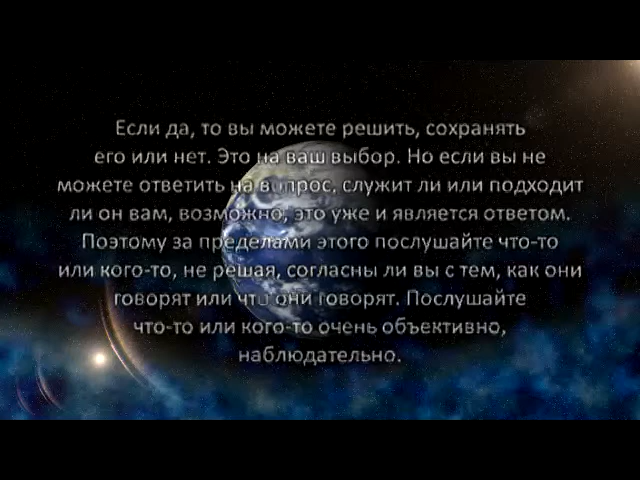 Если да, то вы можете решить, сохранять
его или нет. Это на ваш выбор. Но если вы не
можете ответить на вопрос, служит ли или подходит
ли он вам, возможно, это уже и является ответом.
Поэтому за пределами этого послушайте что-то
или кого-то, не решая, согласны ли вы с тем, как они
говорят или что они говорят. Послушайте
что-то или кого-то очень объективно,
наблюдательно.